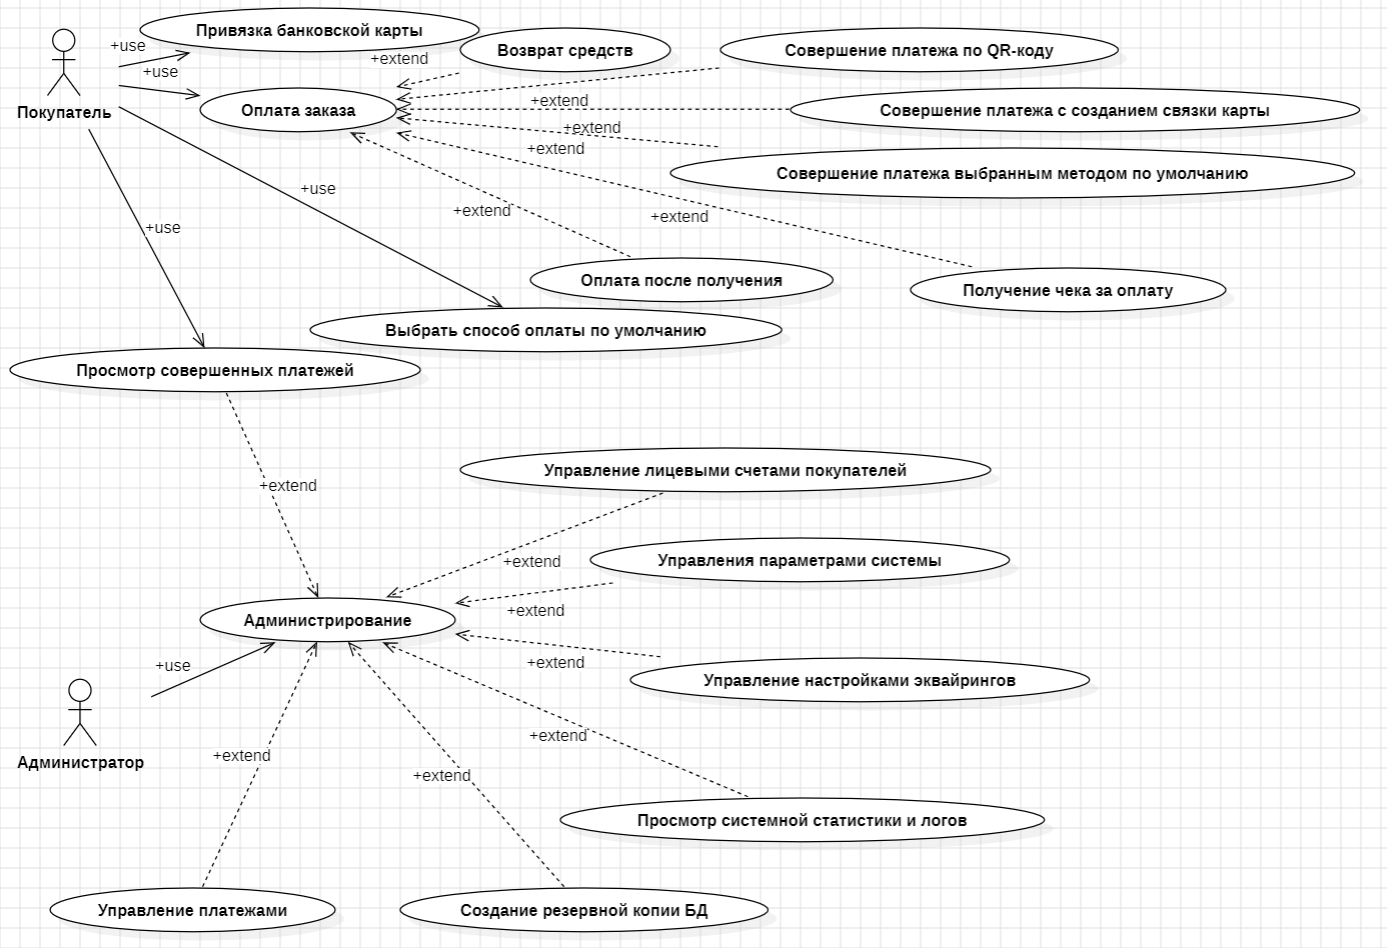 Привязка банковской карты
+use
+extend
Возврат средств
Совершение платежа по QR-коду
+use
Покупатель
Оплата заказа
+extend
Совершение платежа с созданием связки карты
+extend
+extend
Совершение платежа выбранным методом по умолчанию
+use
+extend
+extend
+use
Оплата после получения
Получение чека за оплату
Выбрать способ оплаты по умолчанию
Просмотр совершенных платежей
Управление лицевыми счетами покупателей
+extend
+extend
Управления параметрами системы
+extend
Администрирование
+use
+extend
Управление настройками эквайрингов
+extend
Администратор
+extend
+extend
Просмотр системной статистики и логов
Управление платежами
Создание резервной копии БД